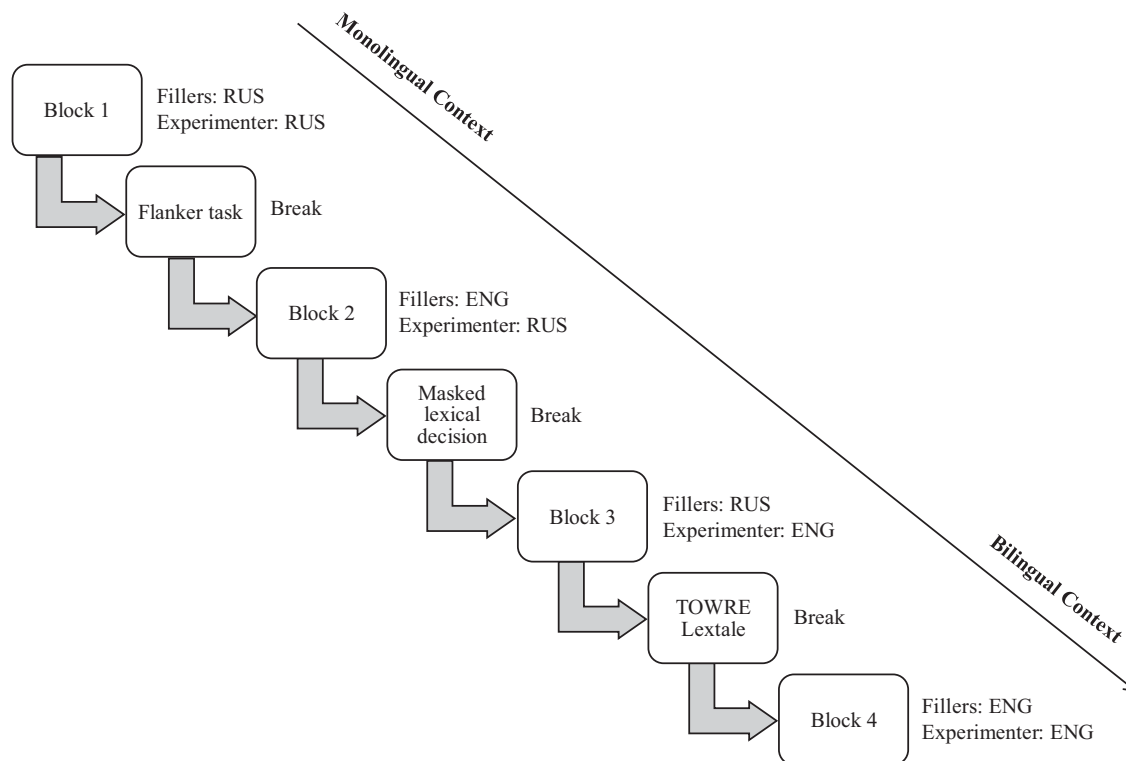 Monolingual Context
Block 1
Fillers: RUS
Experimenter: RUS
Flanker task
Break
Block 2
Fillers: ENG
Experimenter: RUS
Masked
lexical
decision
Break
Block 3
Fillers: RUS
Experimenter: ENG
Bilingual Context
TOWRE
Lextale
Break
Block 4
Fillers: ENG
Experimenter: ENG